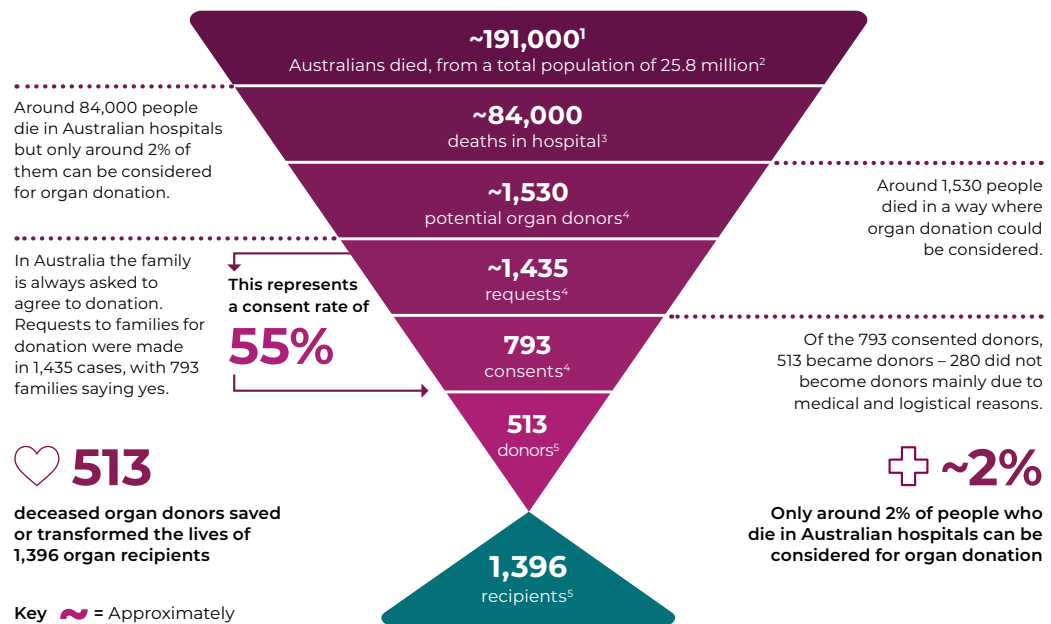 ~191,000¹
Australians died, from a total population of 25.8 million²
Around 84,000 people
die in Australian hospitals
but only around 2% of
them can be considered
for organ donation.
~84,000
deaths in hospital³
~1,530
potential organ donors⁴
Around 1,530 people
died in a way where
organ donation could
be considered.
In Australia the family
is always asked to
agree to donation.
Requests to families for
donation were made
in 1,435 cases, with 793
families saying yes.
This represents
a consent rate of
55%
~1,435
requests⁴
793
consents⁴
Of the 793 consented donors,
513 became donors – 280 did not
become donors mainly due to
medical and logistical reasons.
513
donors⁵
513
deceased organ donors saved
or transformed the lives of
1,396 organ recipients
~2%
Only around 2% of people who
die in Australian hospitals can be
considered for organ donation
1,396
recipients⁵
Key ~ = Approximately